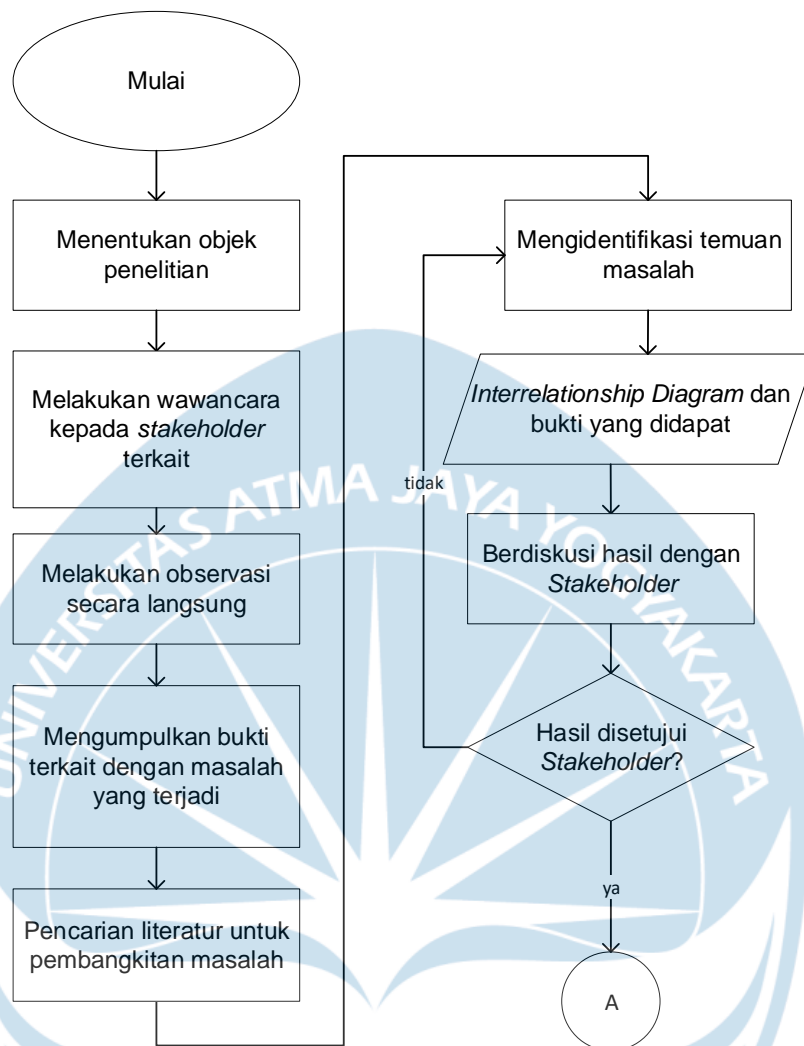 Mulai
Menentukan objek
penelitian
Melakukan wawancara
kepada stakeholder
terkait
Melakukan observasi
secara langsung
Mengumpulkan bukti
terkait dengan masalah
yang terjadi
Pencarian literatur untuk
pembangkitan masalah
Mengidentifikasi temuan
masalah
Interrelationship Diagram dan
bukti yang didapat
Berdiskusi hasil dengan
Stakeholder
Hasil disetujui
Stakeholder?
tidak
ya
A
UNIVERSITAS ATMA JAYA YOGYAKARTA